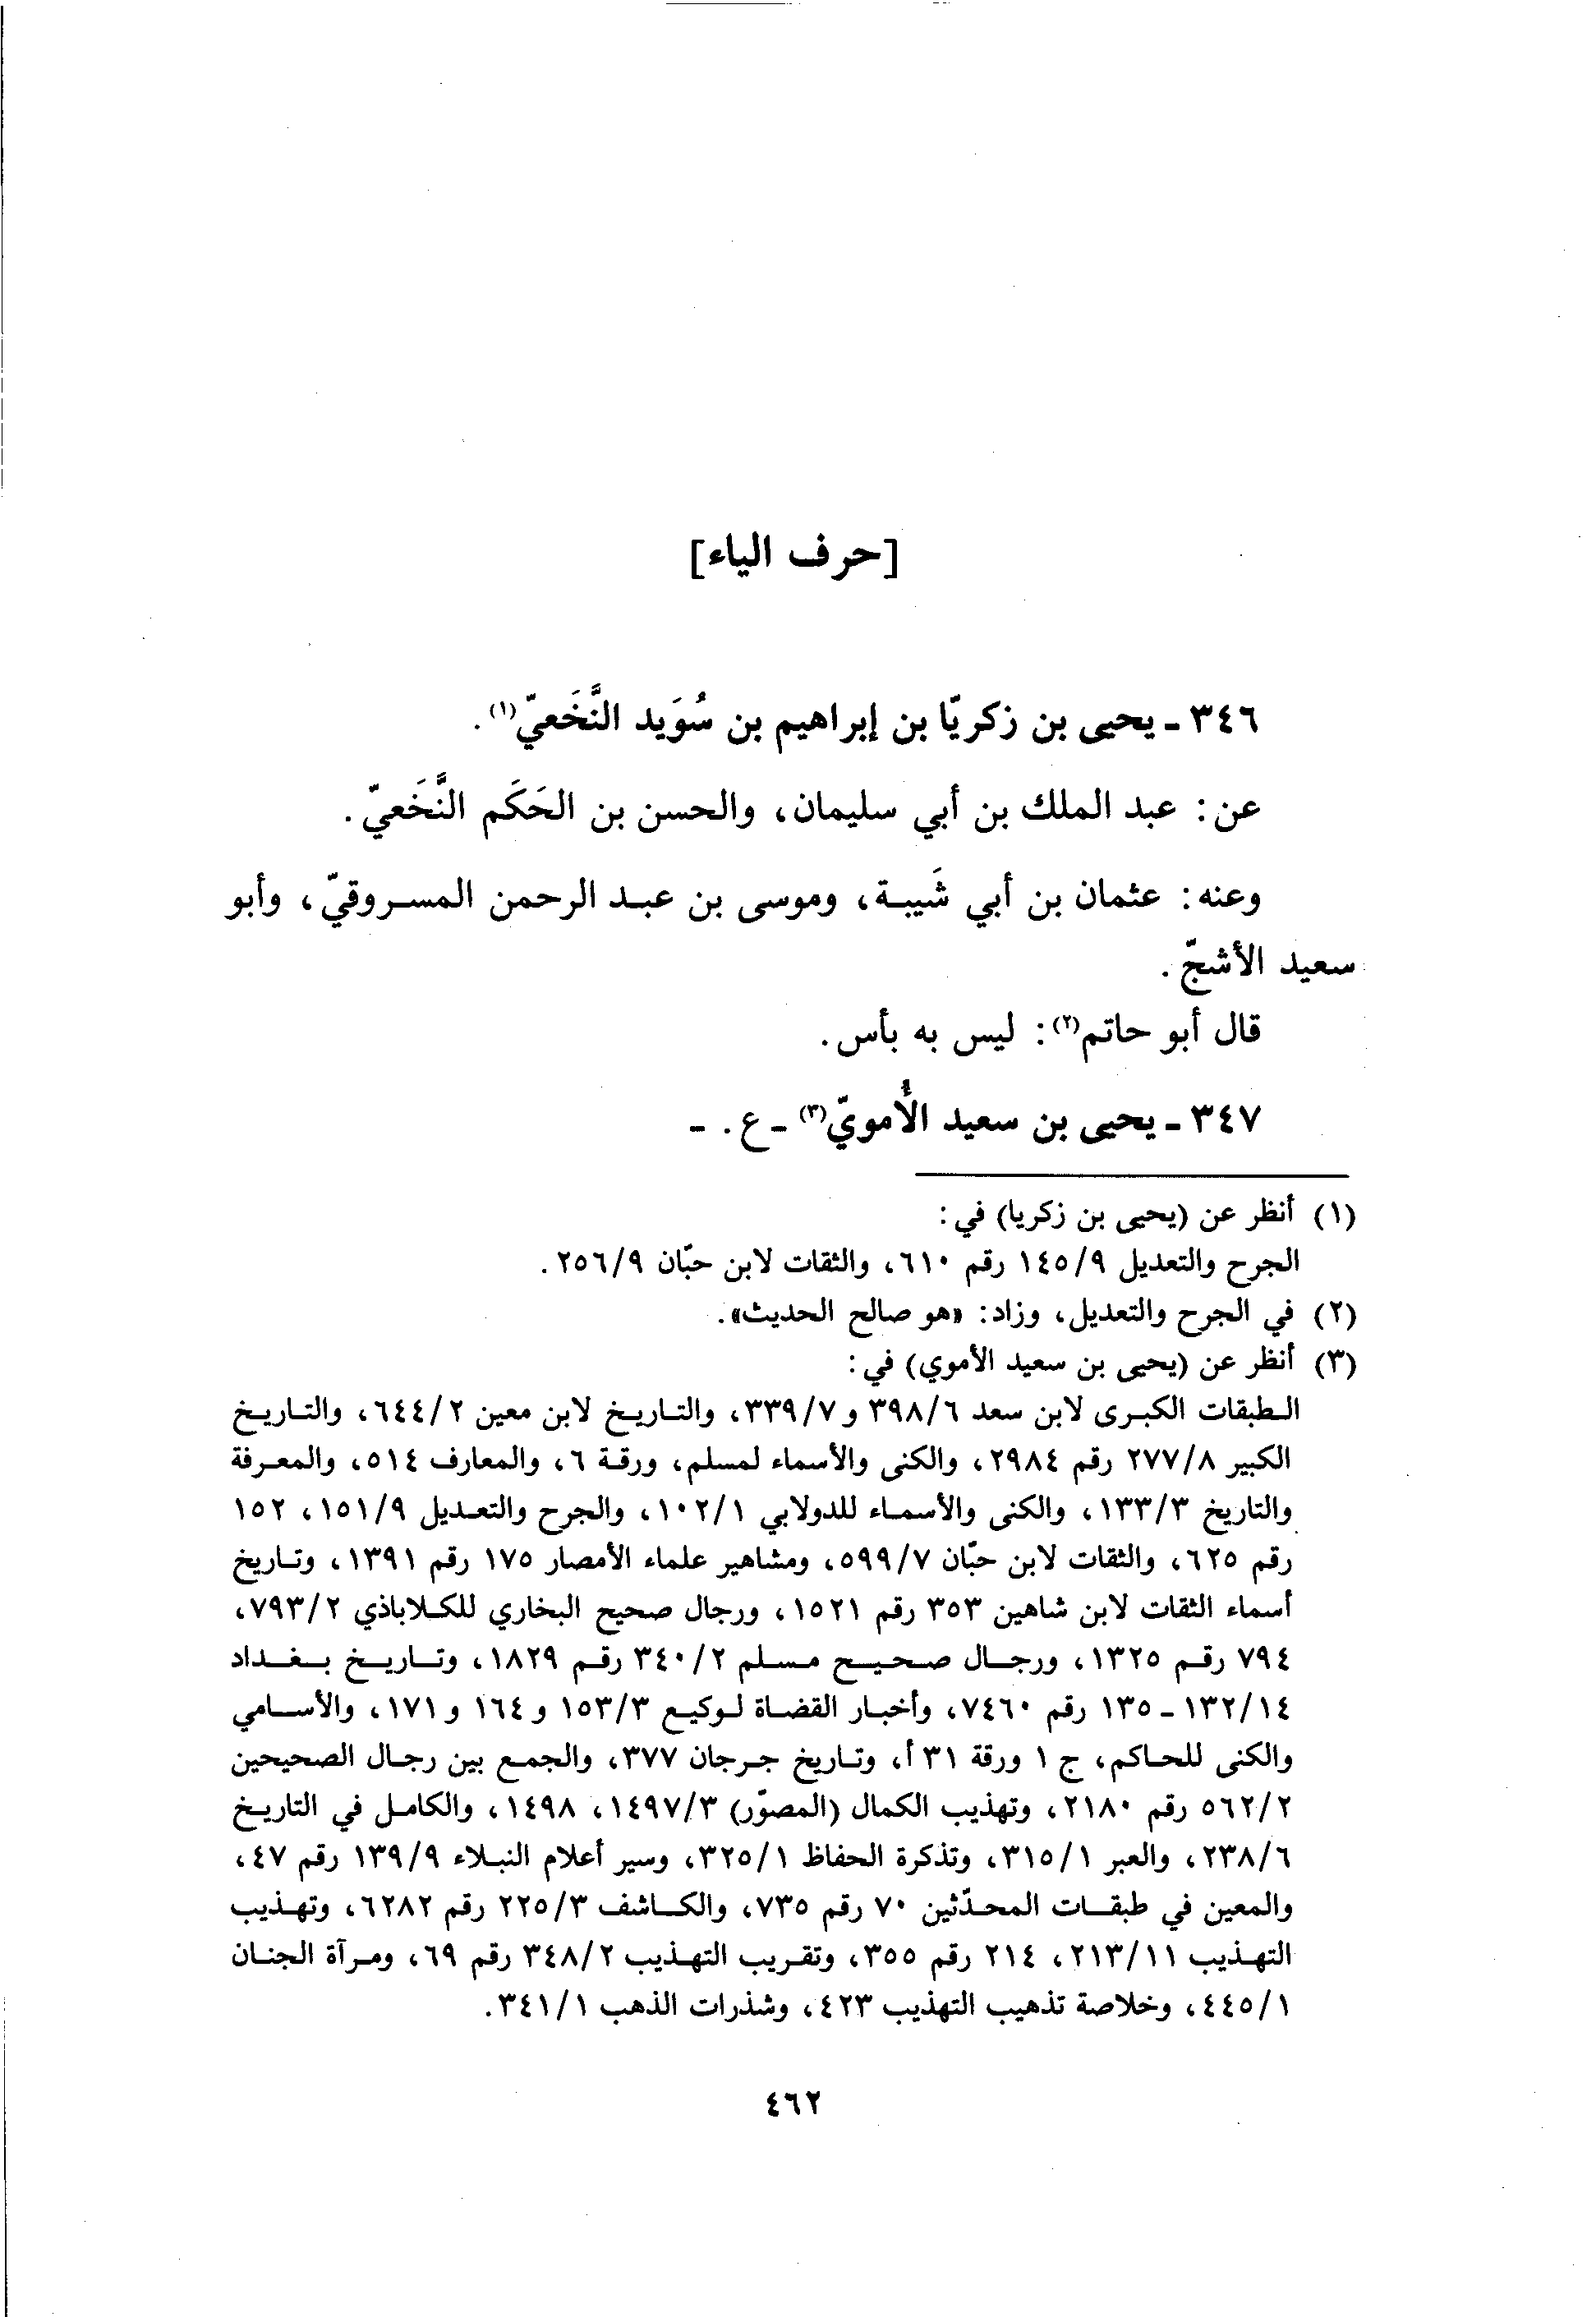 [حرف الياء]
٣٤٦ ـ يحيى بن زكريّا بن إبراهيم بن سُوَيد النَّخَعيّ(١).
عن: عبد الملك بن أبي سليمان، والحسن بن الحَكَم النَّخَعيّ.
وعنه: عثمان بن أبي شَيبة، وموسى بن عبد الرحمن المسروقيّ، وأبو
سعيد الأشجّ.
قال أبو حاتم(٢): ليس به بأس.
٣٤٧ ـ يحيى بن سعيد الأُمويّ(٣) ـ ع. ـ
(١) أنظر عن (يحيى بن زكريا) في:
الجرح والتعديل ١٤٥/٩ رقم ٦١٠، والثقات لابن حبّان ٢٥٦/٩.
(٢) في الجرح والتعديل، وزاد: «هو صالح الحديث».
(٣) أنظر عن (يحيى بن سعيد الأموي) في:
الطبقات الكبرى لابن سعد ٣٩٨/٦ و ٣٣٩/٧، والتاريخ لابن معين ٦٤٤/٢، والتاريخ
الكبير ٢٧٧/٨ رقم ٢٩٨٤، والكنى والأسماء لمسلم، ورقة ٦، والمعارف ٥١٤، والمعرفة
والتاريخ ١٣٣/٣، والكنى والأسماء للدولابي ١٠٢/١، والجرح والتعديل ١٥١/٩، ١٥٢
رقم ٦٢٥، والثقات لابن حبّان ٥٩٩/٧، ومشاهير علماء الأمصار ١٧٥ رقم ١٣٩١، وتاريخ
أسماء الثقات لابن شاهين ٣٥٣ رقم ١٥٢١، ورجال صحيح البخاري للكلاباذي ٧٩٣/٢،
٧٩٤ رقم ١٣٢٥، ورجال صحيح مسلم ٣٤٠/٢ رقم ١٨٢٩، وتاريخ بغداد
١٣٢/١٤ ـ ١٣٥ رقم ٧٤٦٠، وأخبار القضاة لوكيع ١٥٣/٣ و ١٦٤ و ١٧١، والأسامي
والكنى للحاكم، ج ١ ورقة ٣١ أ، وتاريخ جرجان ٣٧٧، والجمع بين رجال الصحيحين
٥٦٢/٢ رقم ٢١٨٠، وتهذيب الكمال (المصوّر) ١٤٩٧/٣، ١٤٩٨، والكامل في التاريخ
٢٣٨/٦، والعبر ٣١٥/١، وتذكرة الحفاظ ٣٢٥/١، وسير أعلام النبلاء ١٣٩/٩ رقم ٤٧،
والمعين في طبقات المحدّثين ٧٠ رقم ٧٣٥، والكاشف ٢٢٥/٣ رقم ٦٢٨٢، وتهذيب
التهذيب ٢١٣/١١، ٢١٤ رقم ٣٥٥، وتقريب التهذيب ٣٤٨/٢ رقم ٦٩، ومرآة الجنان
٤٤٥/١، وخلاصة تذهيب التهذيب ٤٢٣، وشذرات الذهب ٣٤١/١.
٤٦٢